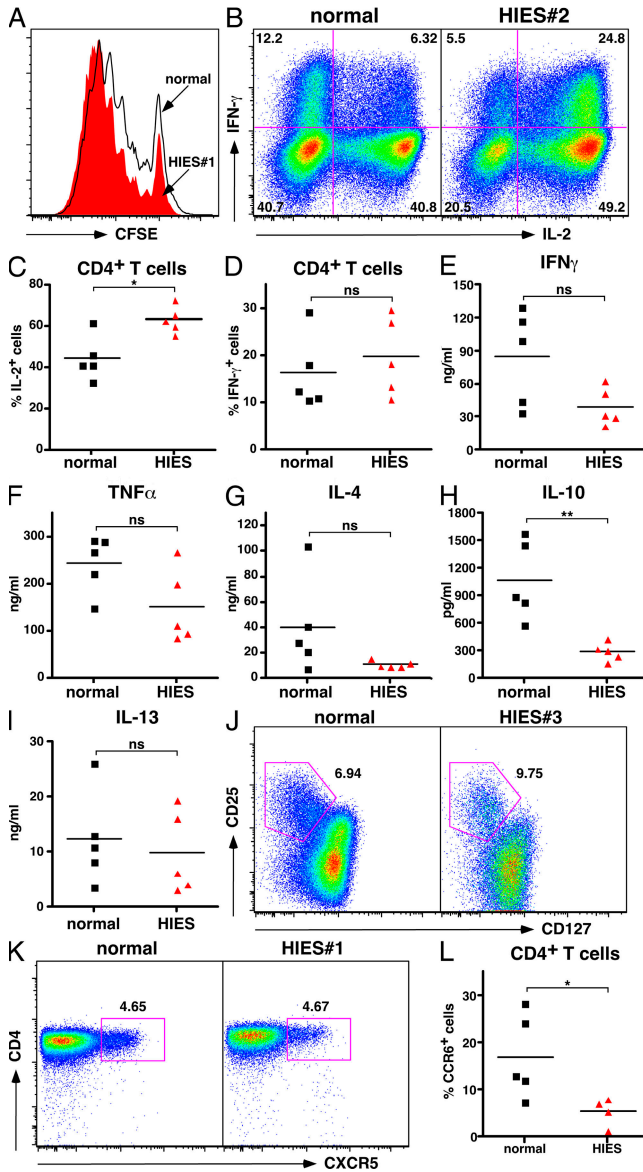 A
normal
HIES#1
CFSE
B
normal
HIES#2
12.2
6.32
5.5
24.8
IFN-γ
40.7
40.8
20.5
49.2
IL-2
C
CD4+ T cells
*
% IL-2+ cells
80
60
40
20
0
normal
HIES
D
CD4+ T cells
ns
% IFN-γ+ cells
30
20
10
0
normal
HIES
E
IFNγ
ns
ng/ml
150
120
90
60
30
0
normal
HIES
F
TNFα
ns
ng/ml
300
200
100
0
normal
HIES
G
IL-4
ns
ng/ml
120
100
80
60
40
20
0
normal
HIES
H
IL-10
**
pg/ml
1800
1500
1200
900
600
300
0
normal
HIES
I
IL-13
ns
ng/ml
30
20
10
0
normal
HIES
J
normal
HIES#3
6.94
9.75
CD25
CD127
K
normal
HIES#1
4.65
4.67
CD4
CXCR5
L
CD4+ T cells
*
% CCR6+ cells
30
20
10
0
normal
HIES